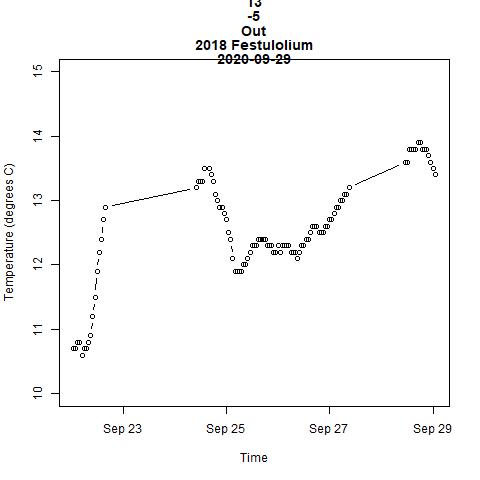 13
-5
Out
2018 Festulolium
2020-09-29
Temperature (degrees C)
15
14
13
12
11
10
Sep 23
Sep 25
Sep 27
Sep 29
Time